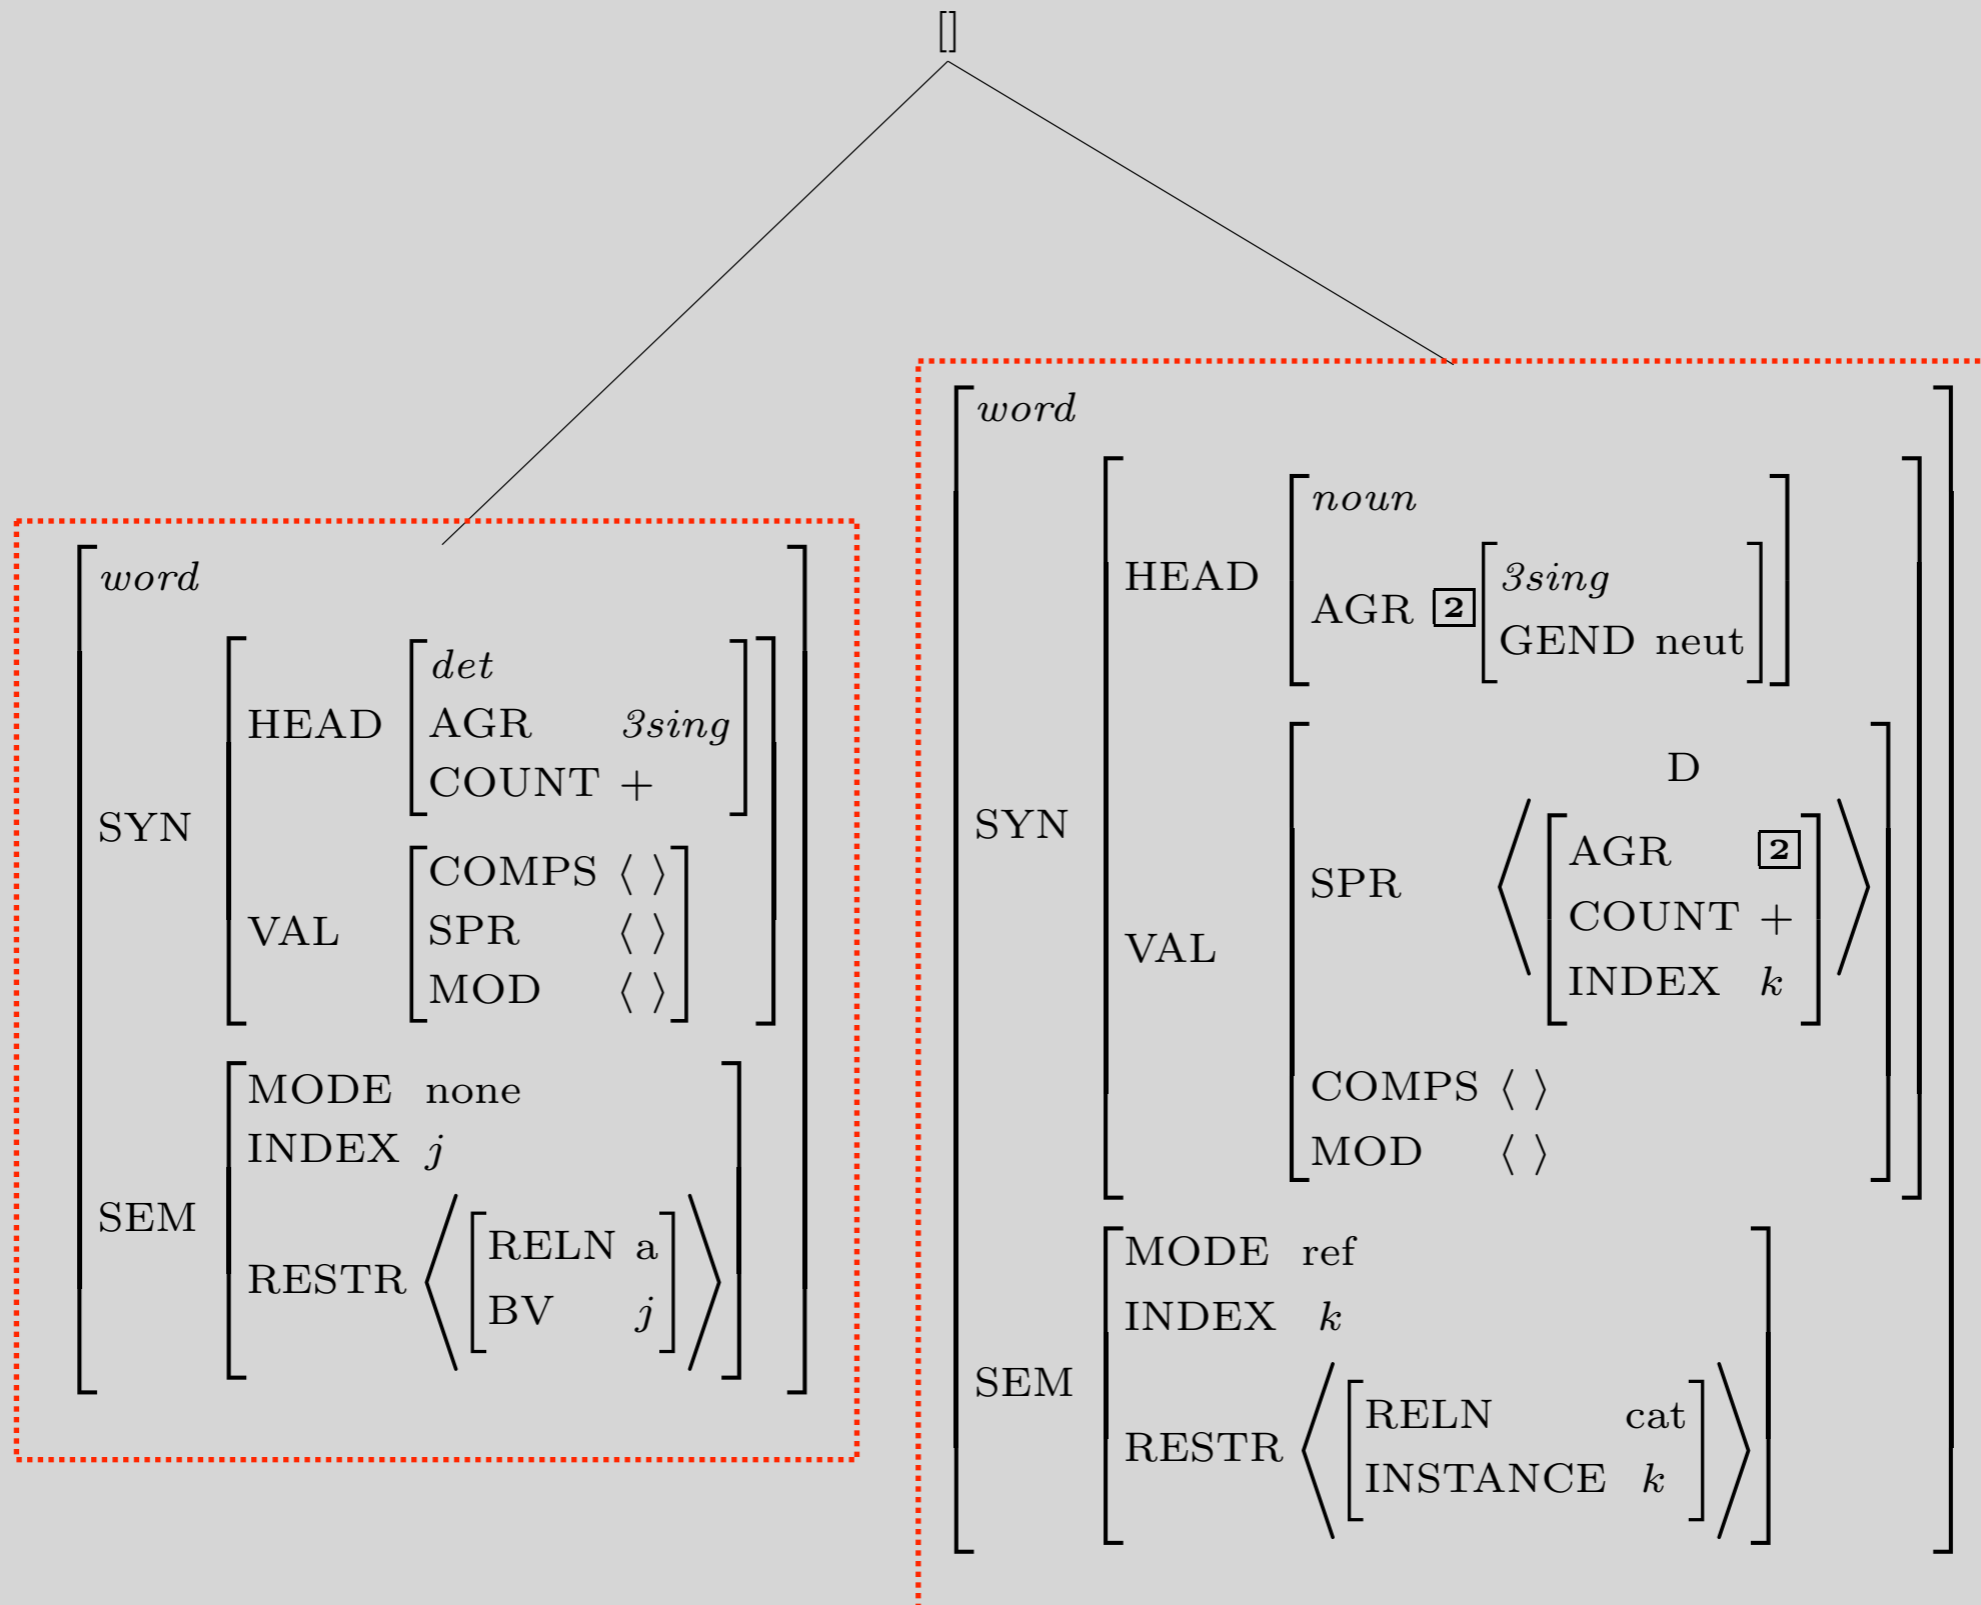 []
word
SYN
HEAD
det
AGR 3sing
COUNT +
VAL
COMPS ⟨ ⟩
SPR ⟨ ⟩
MOD ⟨ ⟩
SEM
MODE none
INDEX j
RESTR
RELN a
BV j
word
SYN
HEAD
noun
AGR 2
3sing
GEND neut
VAL
SPR
D
AGR 2
COUNT +
INDEX k
COMPS ⟨ ⟩
MOD ⟨ ⟩
SEM
MODE ref
INDEX k
RESTR
RELN cat
INSTANCE k